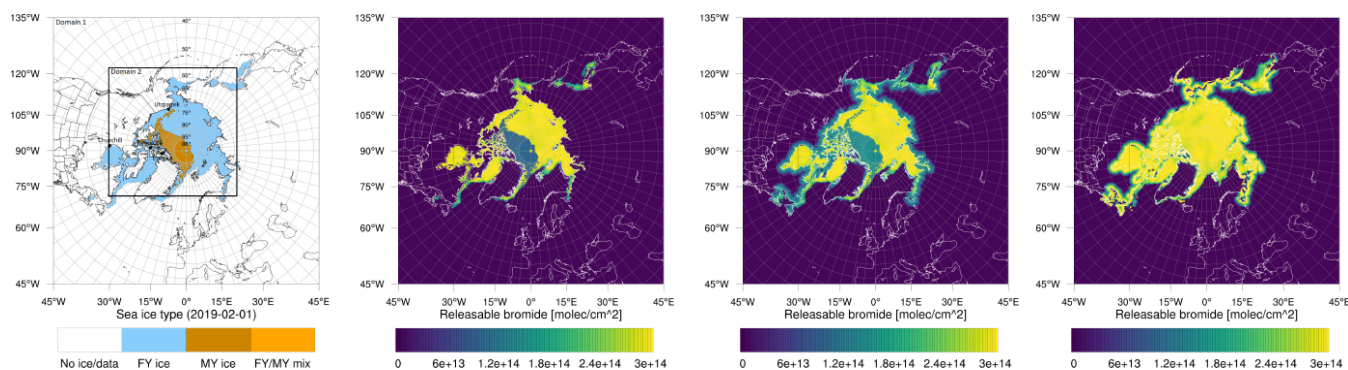 135°W
120°W
105°W
90°W
75°W
60°W
45°W
Domain 1
Domain 2
40°
50°
Utqiagvik
75°
80°
85°
Churchill
45°W 30°W 15°W 0° 15°E 30°E 45°E
Sea ice type (2019-02-01)
No ice/data FY ice MY ice FY/MY mix
135°W
120°W
105°W
90°W
75°W
60°W
45°W
45°W 30°W 15°W 0° 15°E 30°E 45°E
Releasable bromide [molec/cm^2]
0 6e+13 1.2e+14 1.8e+14 2.4e+14 3e+14
135°W
120°W
105°W
90°W
75°W
60°W
45°W
45°W 30°W 15°W 0° 15°E 30°E 45°E
Releasable bromide [molec/cm^2]
0 6e+13 1.2e+14 1.8e+14 2.4e+14 3e+14
135°W
120°W
105°W
90°W
75°W
60°W
45°W
45°W 30°W 15°W 0° 15°E 30°E 45°E
Releasable bromide [molec/cm^2]
0 6e+13 1.2e+14 1.8e+14 2.4e+14 3e+14